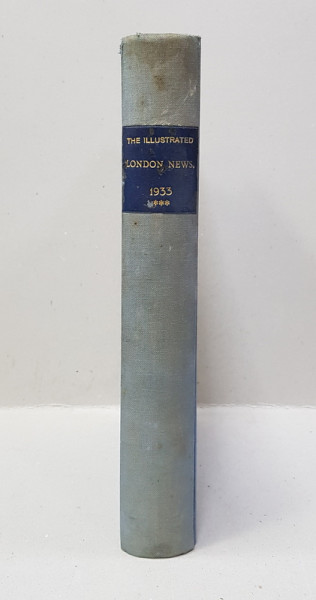 THE ILLUSTRATED
LONDON NEWS.
1933
***